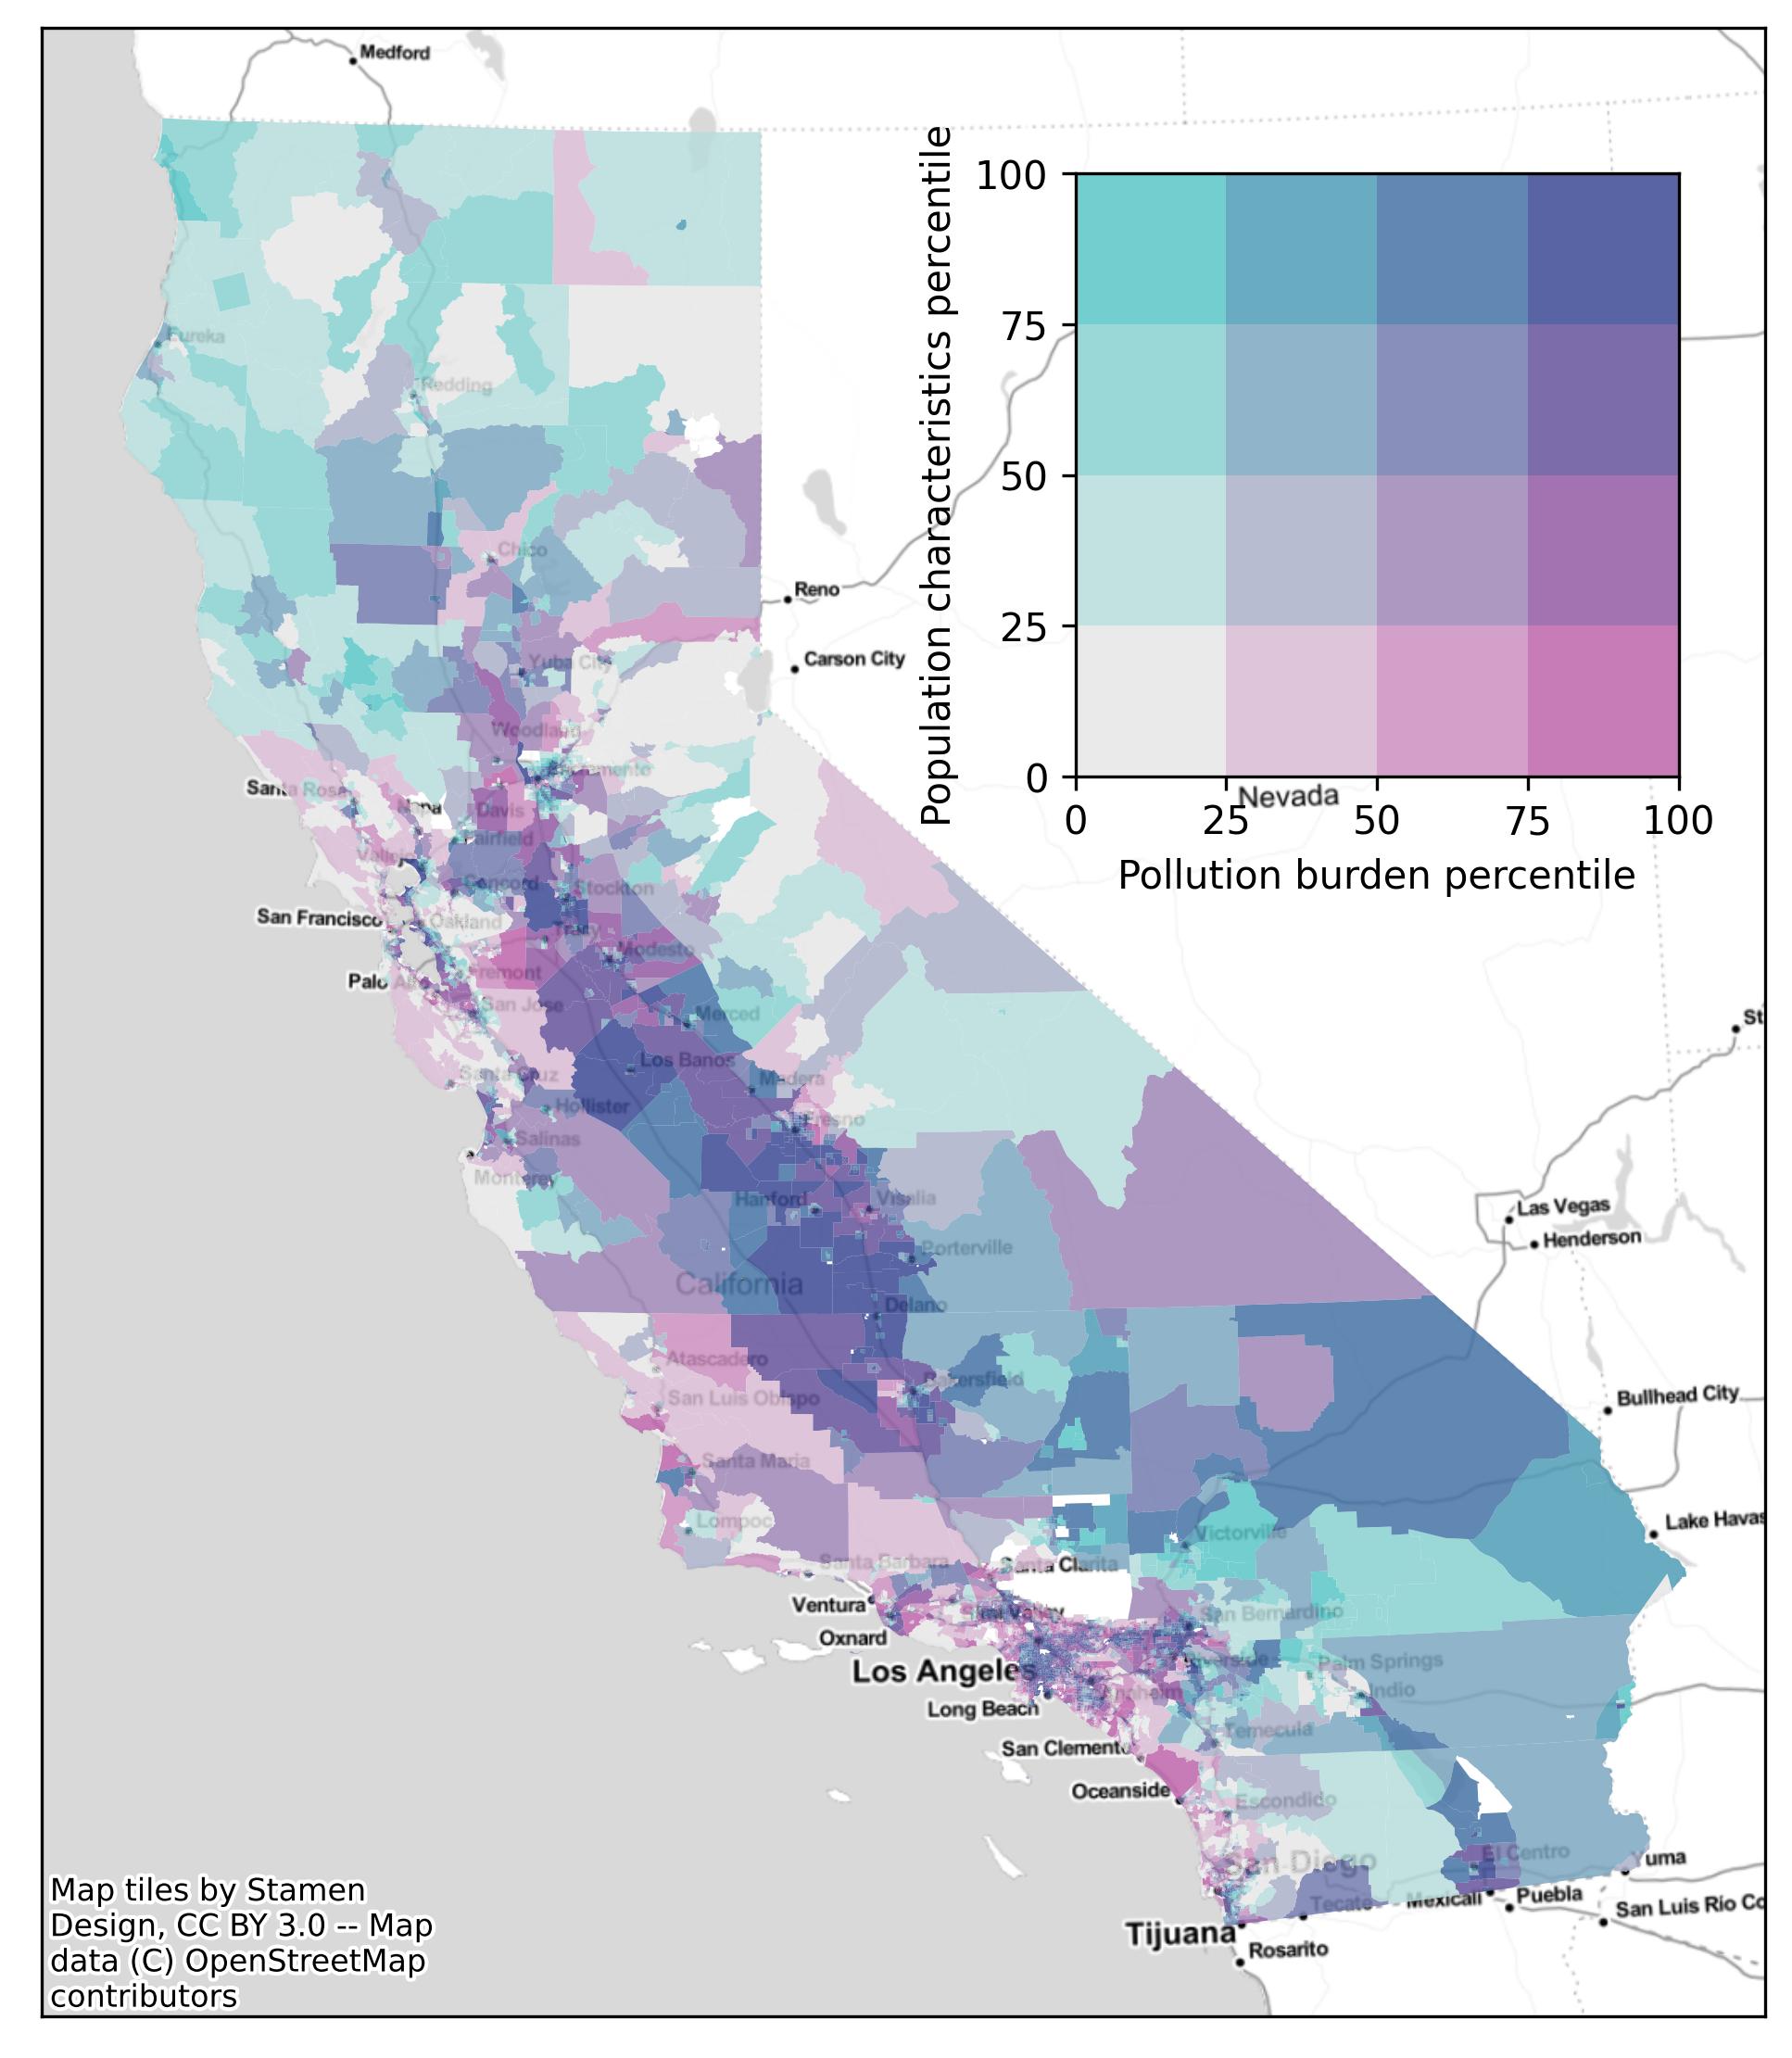 Medford
Eureka
Redding
Chico
Reno
Carson City
Yuba City
Woodland
Sacramento
Santa Rosa
Napa
Davis
Fairfield
Vallejo
Concord
Stockton
San Francisco
Oakland
Tracy
Modesto
Fremont
Palo Alto
San Jose
Merced
Los Banos
Santa Cruz
Madera
Hollister
Fresno
Salinas
Monterey
Hanford
Visalia
Porterville
California
Delano
Atascadero
Bakersfield
San Luis Obispo
Santa Maria
Lompoc
Victorville
Santa Barbara
Santa Clarita
Ventura
Simi Valley
San Bernardino
Oxnard
Los Angeles
Riverside
Palm Springs
Anaheim
Indio
Long Beach
Temecula
San Clemente
Oceanside
Escondido
San Diego
El Centro
Yuma
Tecate
Mexicali
Puebla
San Luis Río Co
Tijuana
Rosarito
Nevada
St
Las Vegas
Henderson
Bullhead City
Lake Havas
Population characteristics percentile
100
75
50
25
0
0 25 50 75 100
Pollution burden percentile
Map tiles by Stamen
Design, CC BY 3.0 -- Map
data (C) OpenStreetMap
contributors